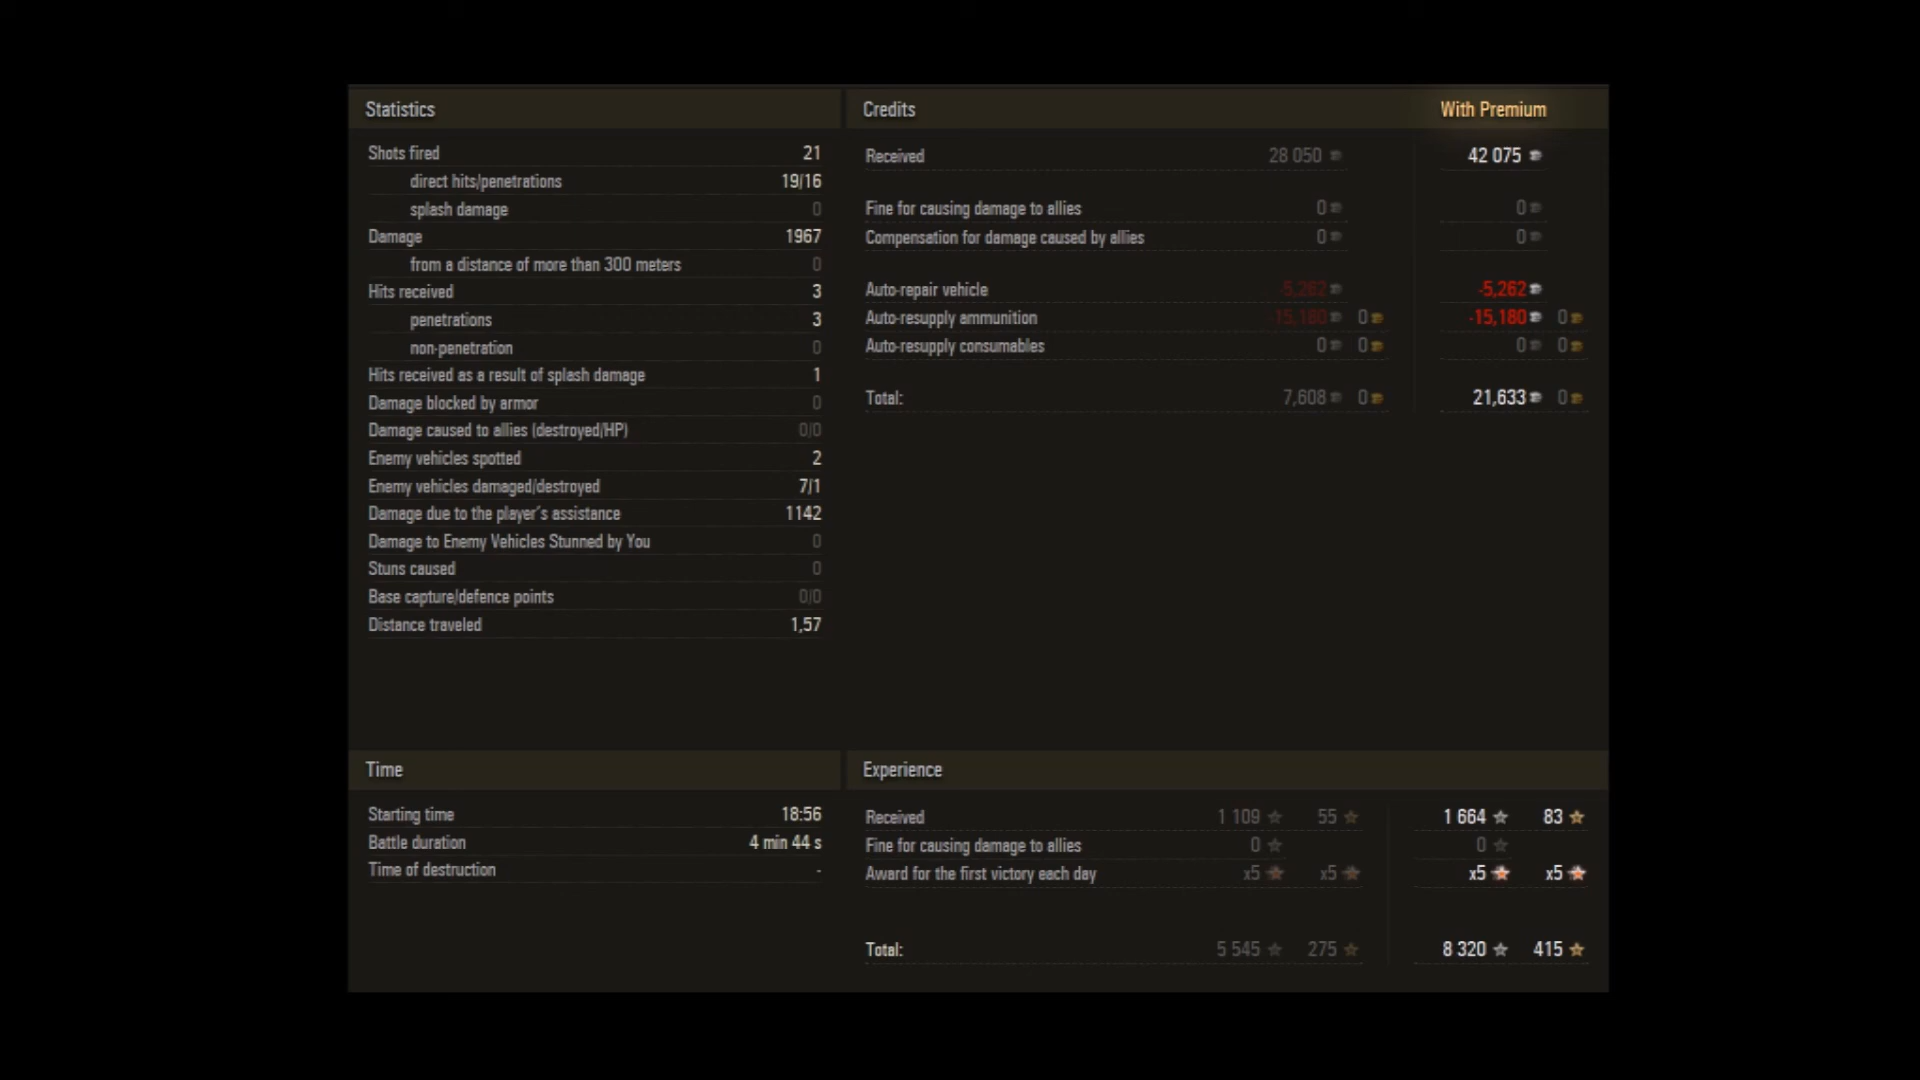 Statistics
Shots fired 21
direct hits/penetrations 19/16
splash damage 0
Damage 1967
from a distance of more than 300 meters 0
Hits received 3
penetrations 3
non-penetration 0
Hits received as a result of splash damage 1
Damage blocked by armor 0
Damage caused to allies (destroyed/HP) 0/0
Enemy vehicles spotted 2
Enemy vehicles damaged/destroyed 7/1
Damage due to the player's assistance 1142
Damage to Enemy Vehicles Stunned by You 0
Stuns caused 0
Base capture/defence points 0/0
Distance traveled 1,57
Credits With Premium
Received 28 050 42 075
Fine for causing damage to allies 0 0
Compensation for damage caused by allies 0 0
Auto-repair vehicle -5,262 -5,262
Auto-resupply ammunition -15,180 0 -15,180 0
Auto-resupply consumables 0 0 0 0
Total: 7,608 0 21,633 0
Time
Starting time 18:56
Battle duration 4 min 44 s
Time of destruction -
Experience
Received 1 109 55 1 664 83
Fine for causing damage to allies 0 0
Award for the first victory each day x5 x5 x5 x5
Total: 5 545 275 8 320 415